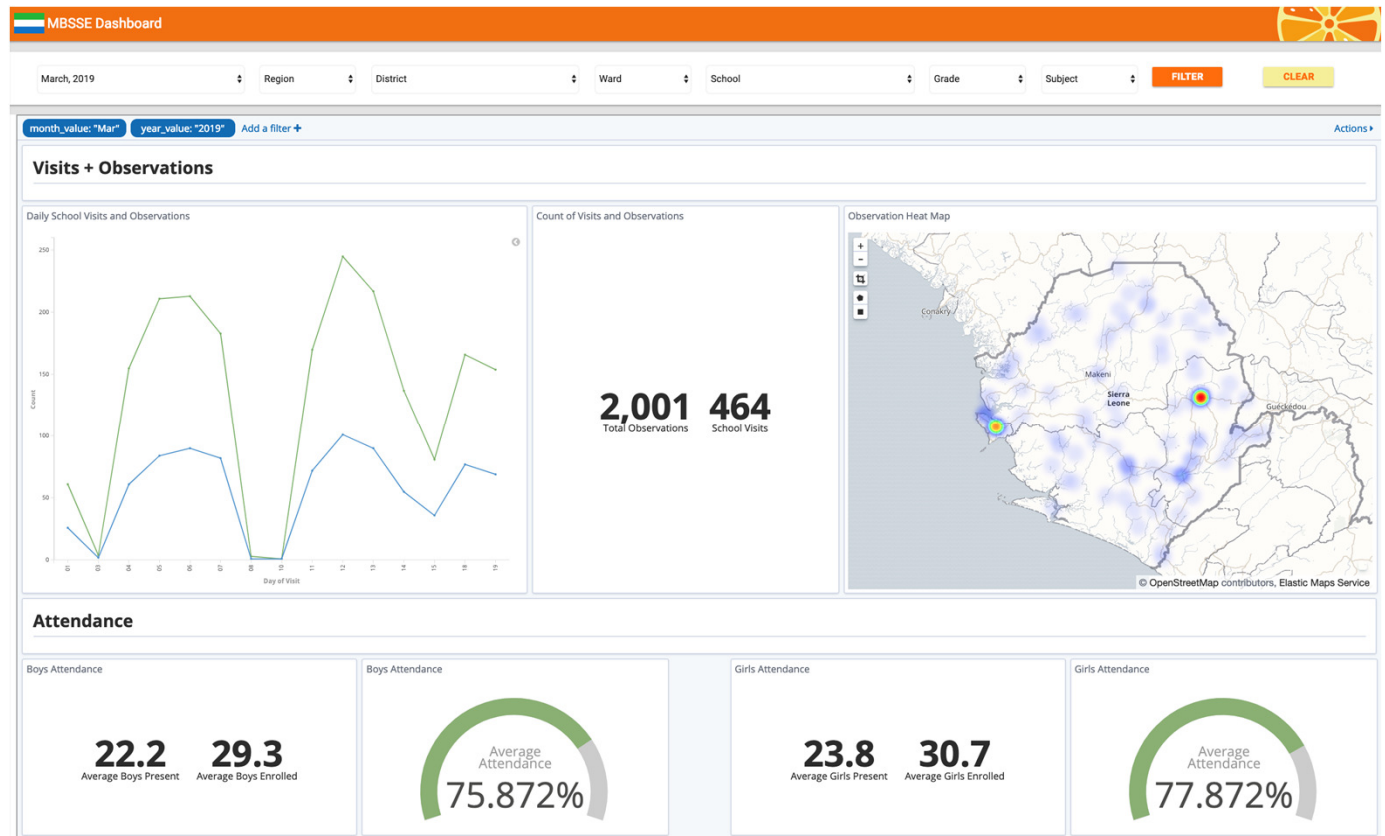 MBSSE Dashboard
March, 2019 Region District Ward School Grade Subject FILTER CLEAR
month_value: "Mar" year_value: "2019" Add a filter + Actions
Visits + Observations
Daily School Visits and Observations
250
200
150
100
50
0
Count
01 03 04 05 06 07 08 10 11 12 13 14 15 18 19
Day of Visit
Count of Visits and Observations
2,001 464
Total Observations School Visits
Observation Heat Map
+
-
Conakry
Makeni
Sierra
Leone
Guéckédou
© OpenStreetMap contributors, Elastic Maps Service
Attendance
Boys Attendance
22.2 29.3
Average Boys Present Average Boys Enrolled
Boys Attendance
Average
Attendance
75.872%
Girls Attendance
23.8 30.7
Average Girls Present Average Girls Enrolled
Girls Attendance
Average
Attendance
77.872%